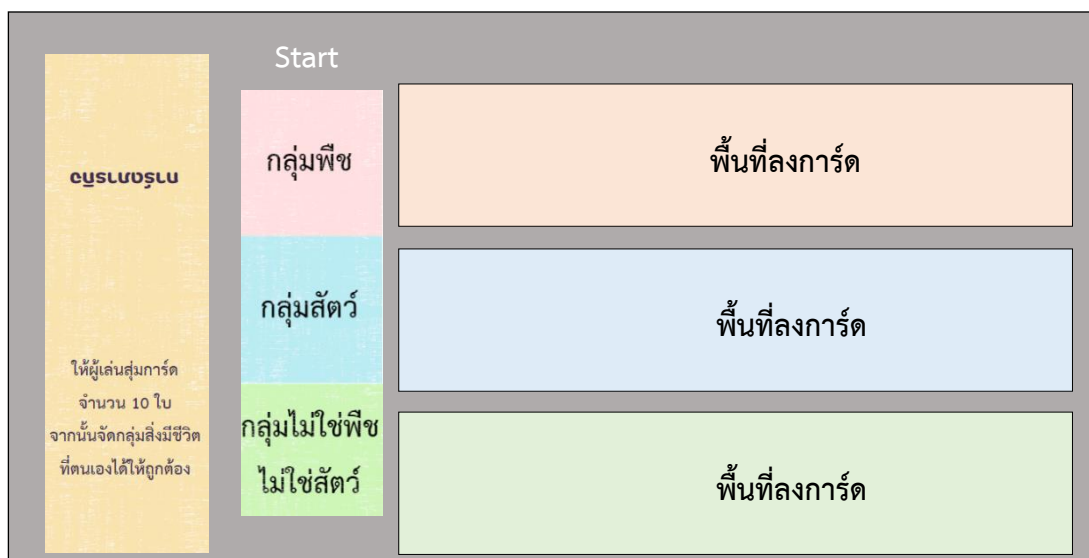 Start
ให้ผู้เล่นสุ่มการ์ด
จำนวน 10 ใบ
จากนั้นจัดกลุ่มสิ่งมีชีวิต
ที่ตนเองได้ให้ถูกต้อง
กลุ่มพืช
พื้นที่ลงการ์ด
กลุ่มสัตว์
พื้นที่ลงการ์ด
กลุ่มไม่ใช่พืช
ไม่ใช่สัตว์
พื้นที่ลงการ์ด